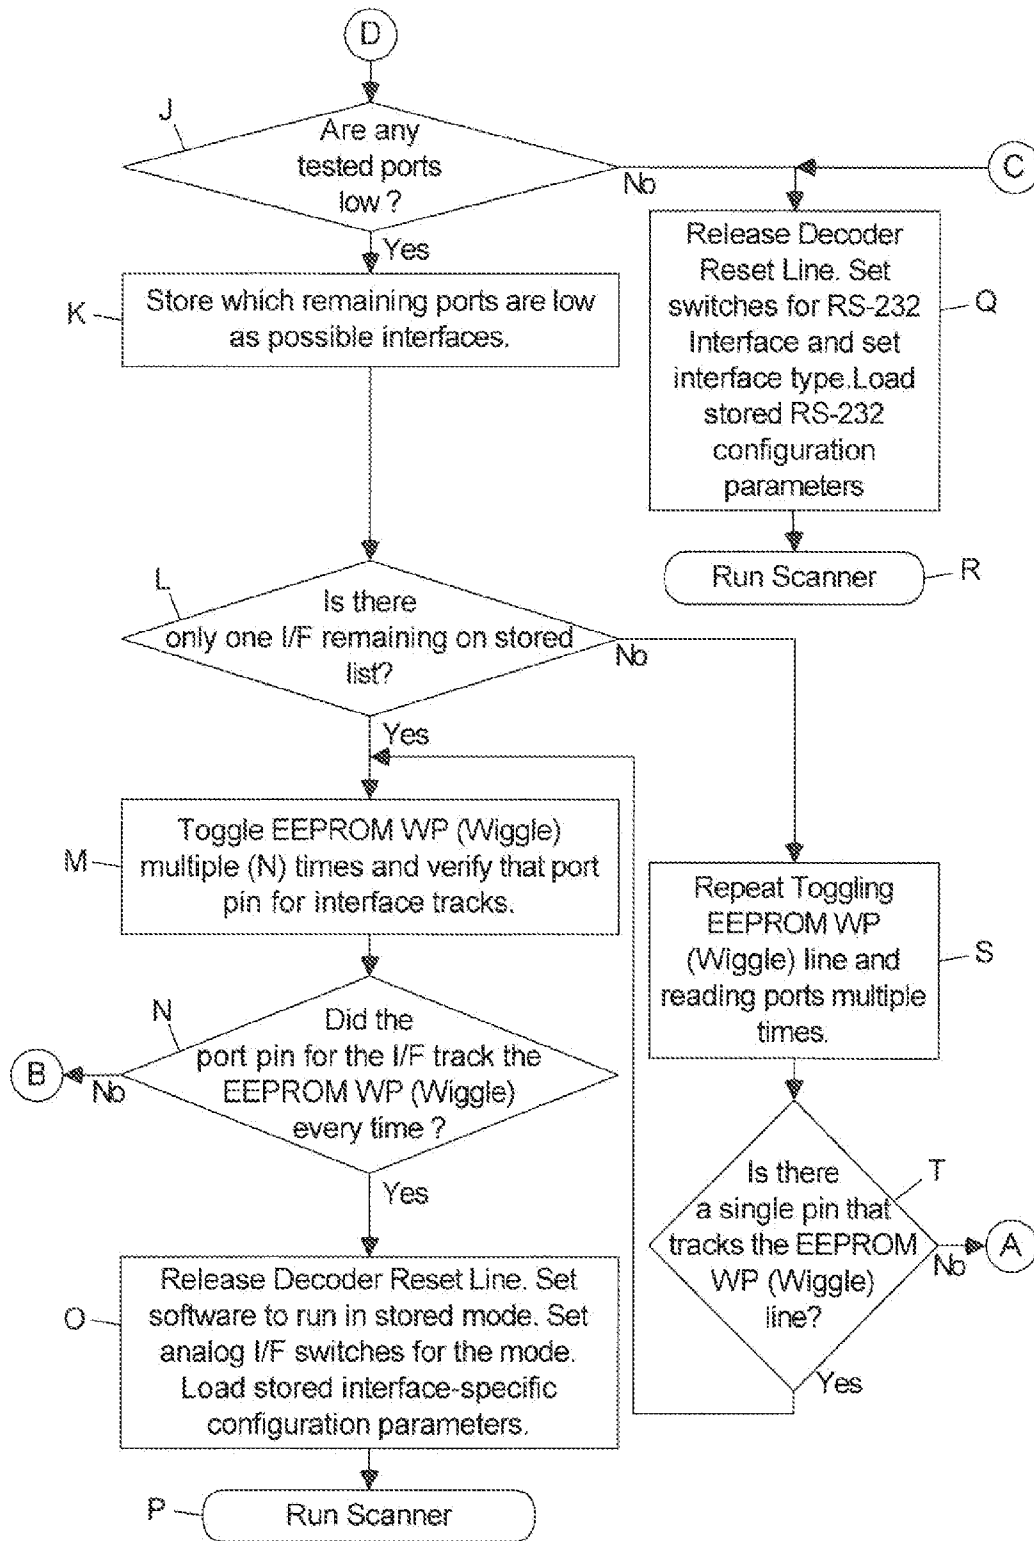 D
J
Are any
tested ports
low ?
No
C
Yes
K
Store which remaining ports are low
as possible interfaces.
Release Decoder
Reset Line. Set
switches for RS-232
Interface and set
interface type.Load
stored RS-232
configuration
parameters
Q
Run Scanner
R
L
Is there
only one I/F remaining on stored
list?
No
Yes
M
Toggle EEPROM WP (Wiggle)
multiple (N) times and verify that port
pin for interface tracks.
Repeat Toggling
EEPROM WP
(Wiggle) line and
reading ports multiple
times.
S
N
Did the
port pin for the I/F track the
EEPROM WP (Wiggle)
every time ?
B
No
Yes
T
Is there
a single pin that
tracks the EEPROM
WP (Wiggle)
line?
No
A
Yes
O
Release Decoder Reset Line. Set
software to run in stored mode. Set
analog I/F switches for the mode.
Load stored interface-specific
configuration parameters.
P
Run Scanner